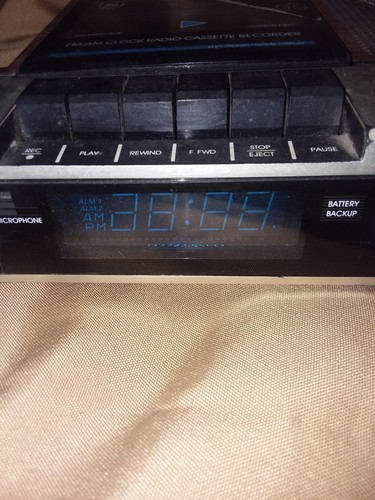 FM/AM CLOCK RADIO CASSETTE RECORDER
REC PLAY REWIND F. FWD STOP EJECT PAUSE
MICROPHONE
ALM 1
ALM 2
AM
PM
BATTERY
BACKUP